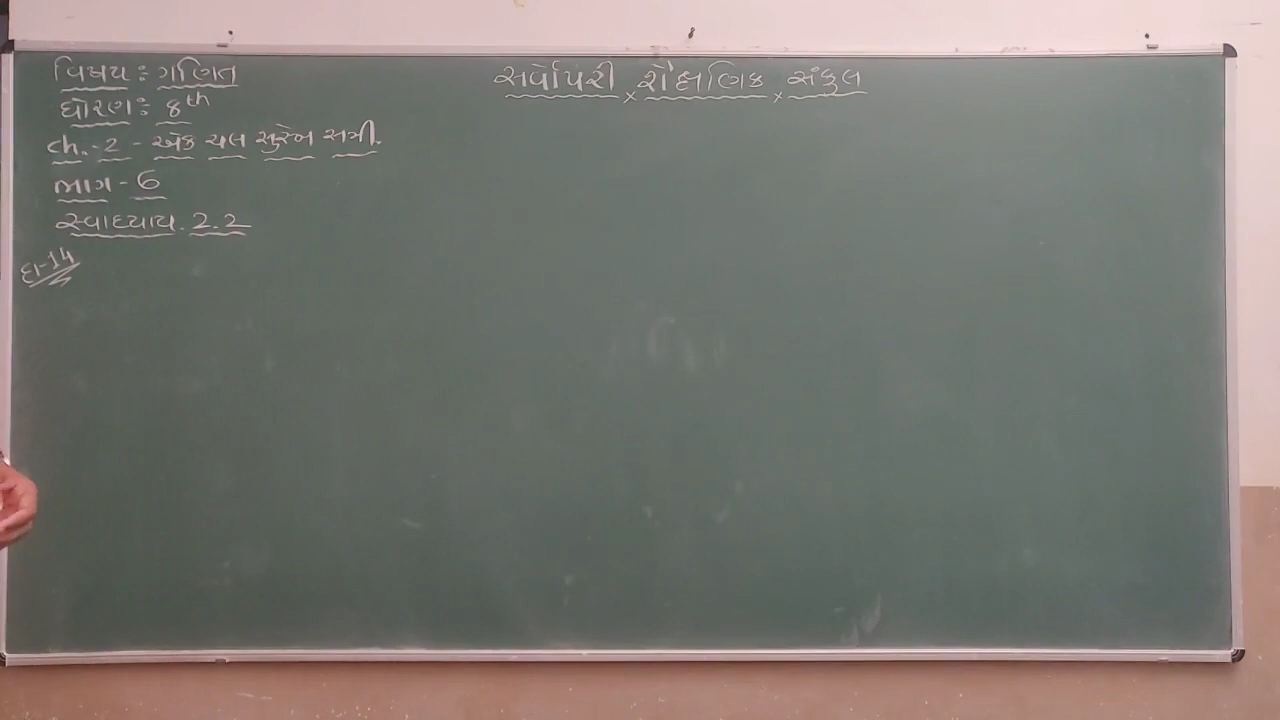 સર્વોપરી × શૈક્ષણિક × સંકુલ
વિષય : ગણિત
ધોરણ : 8th
ch. - 2 - એક ચલ સુરેખ સમી.
ભાગ - 6
સ્વાધ્યાય. 2.2
દા-14